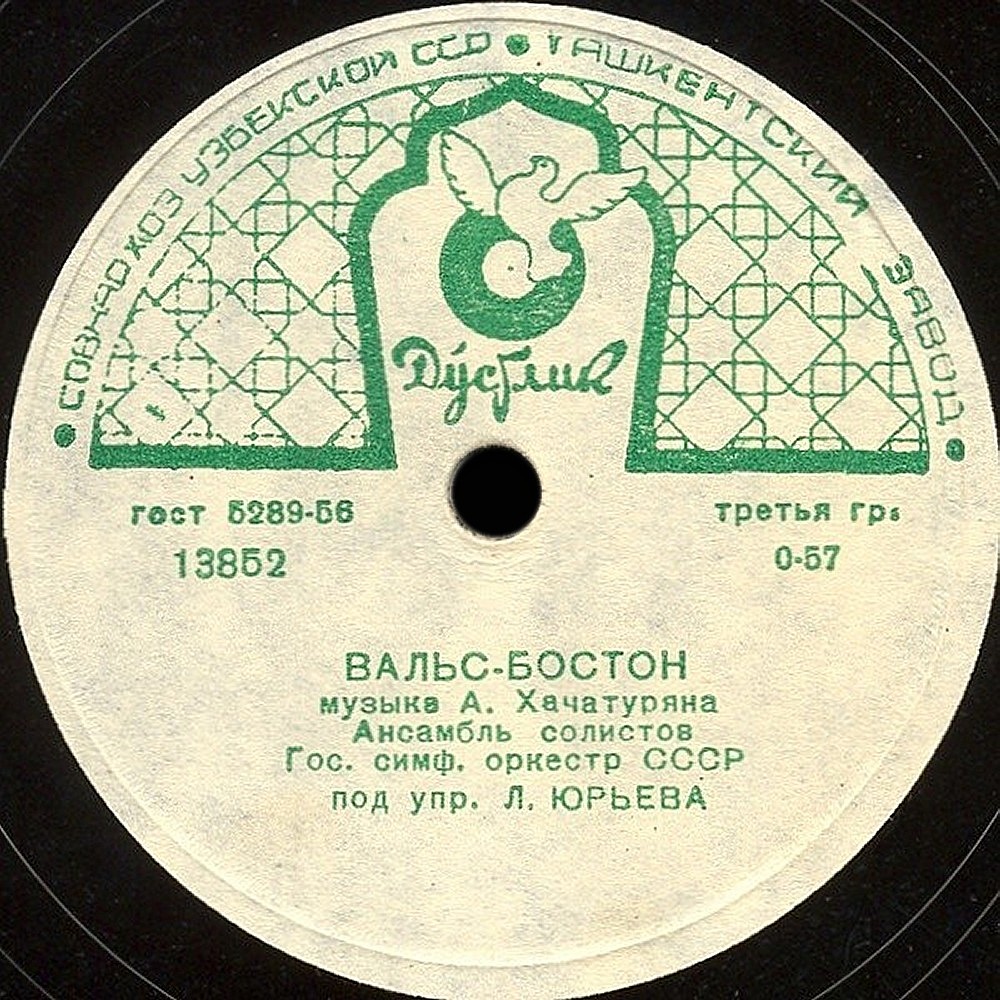 СОВНАРХОЗ УЗБЕКСКОЙ ССР • ТАШКЕНТСКИЙ ЗАВОД
Дустлик
гост 5289-56
третья гр.
13852
0-57
ВАЛЬС-БОСТОН
музыка А. Хачатуряна
Ансамбль солистов
Гос. симф. оркестр СССР
под упр. Л. ЮРЬЕВА